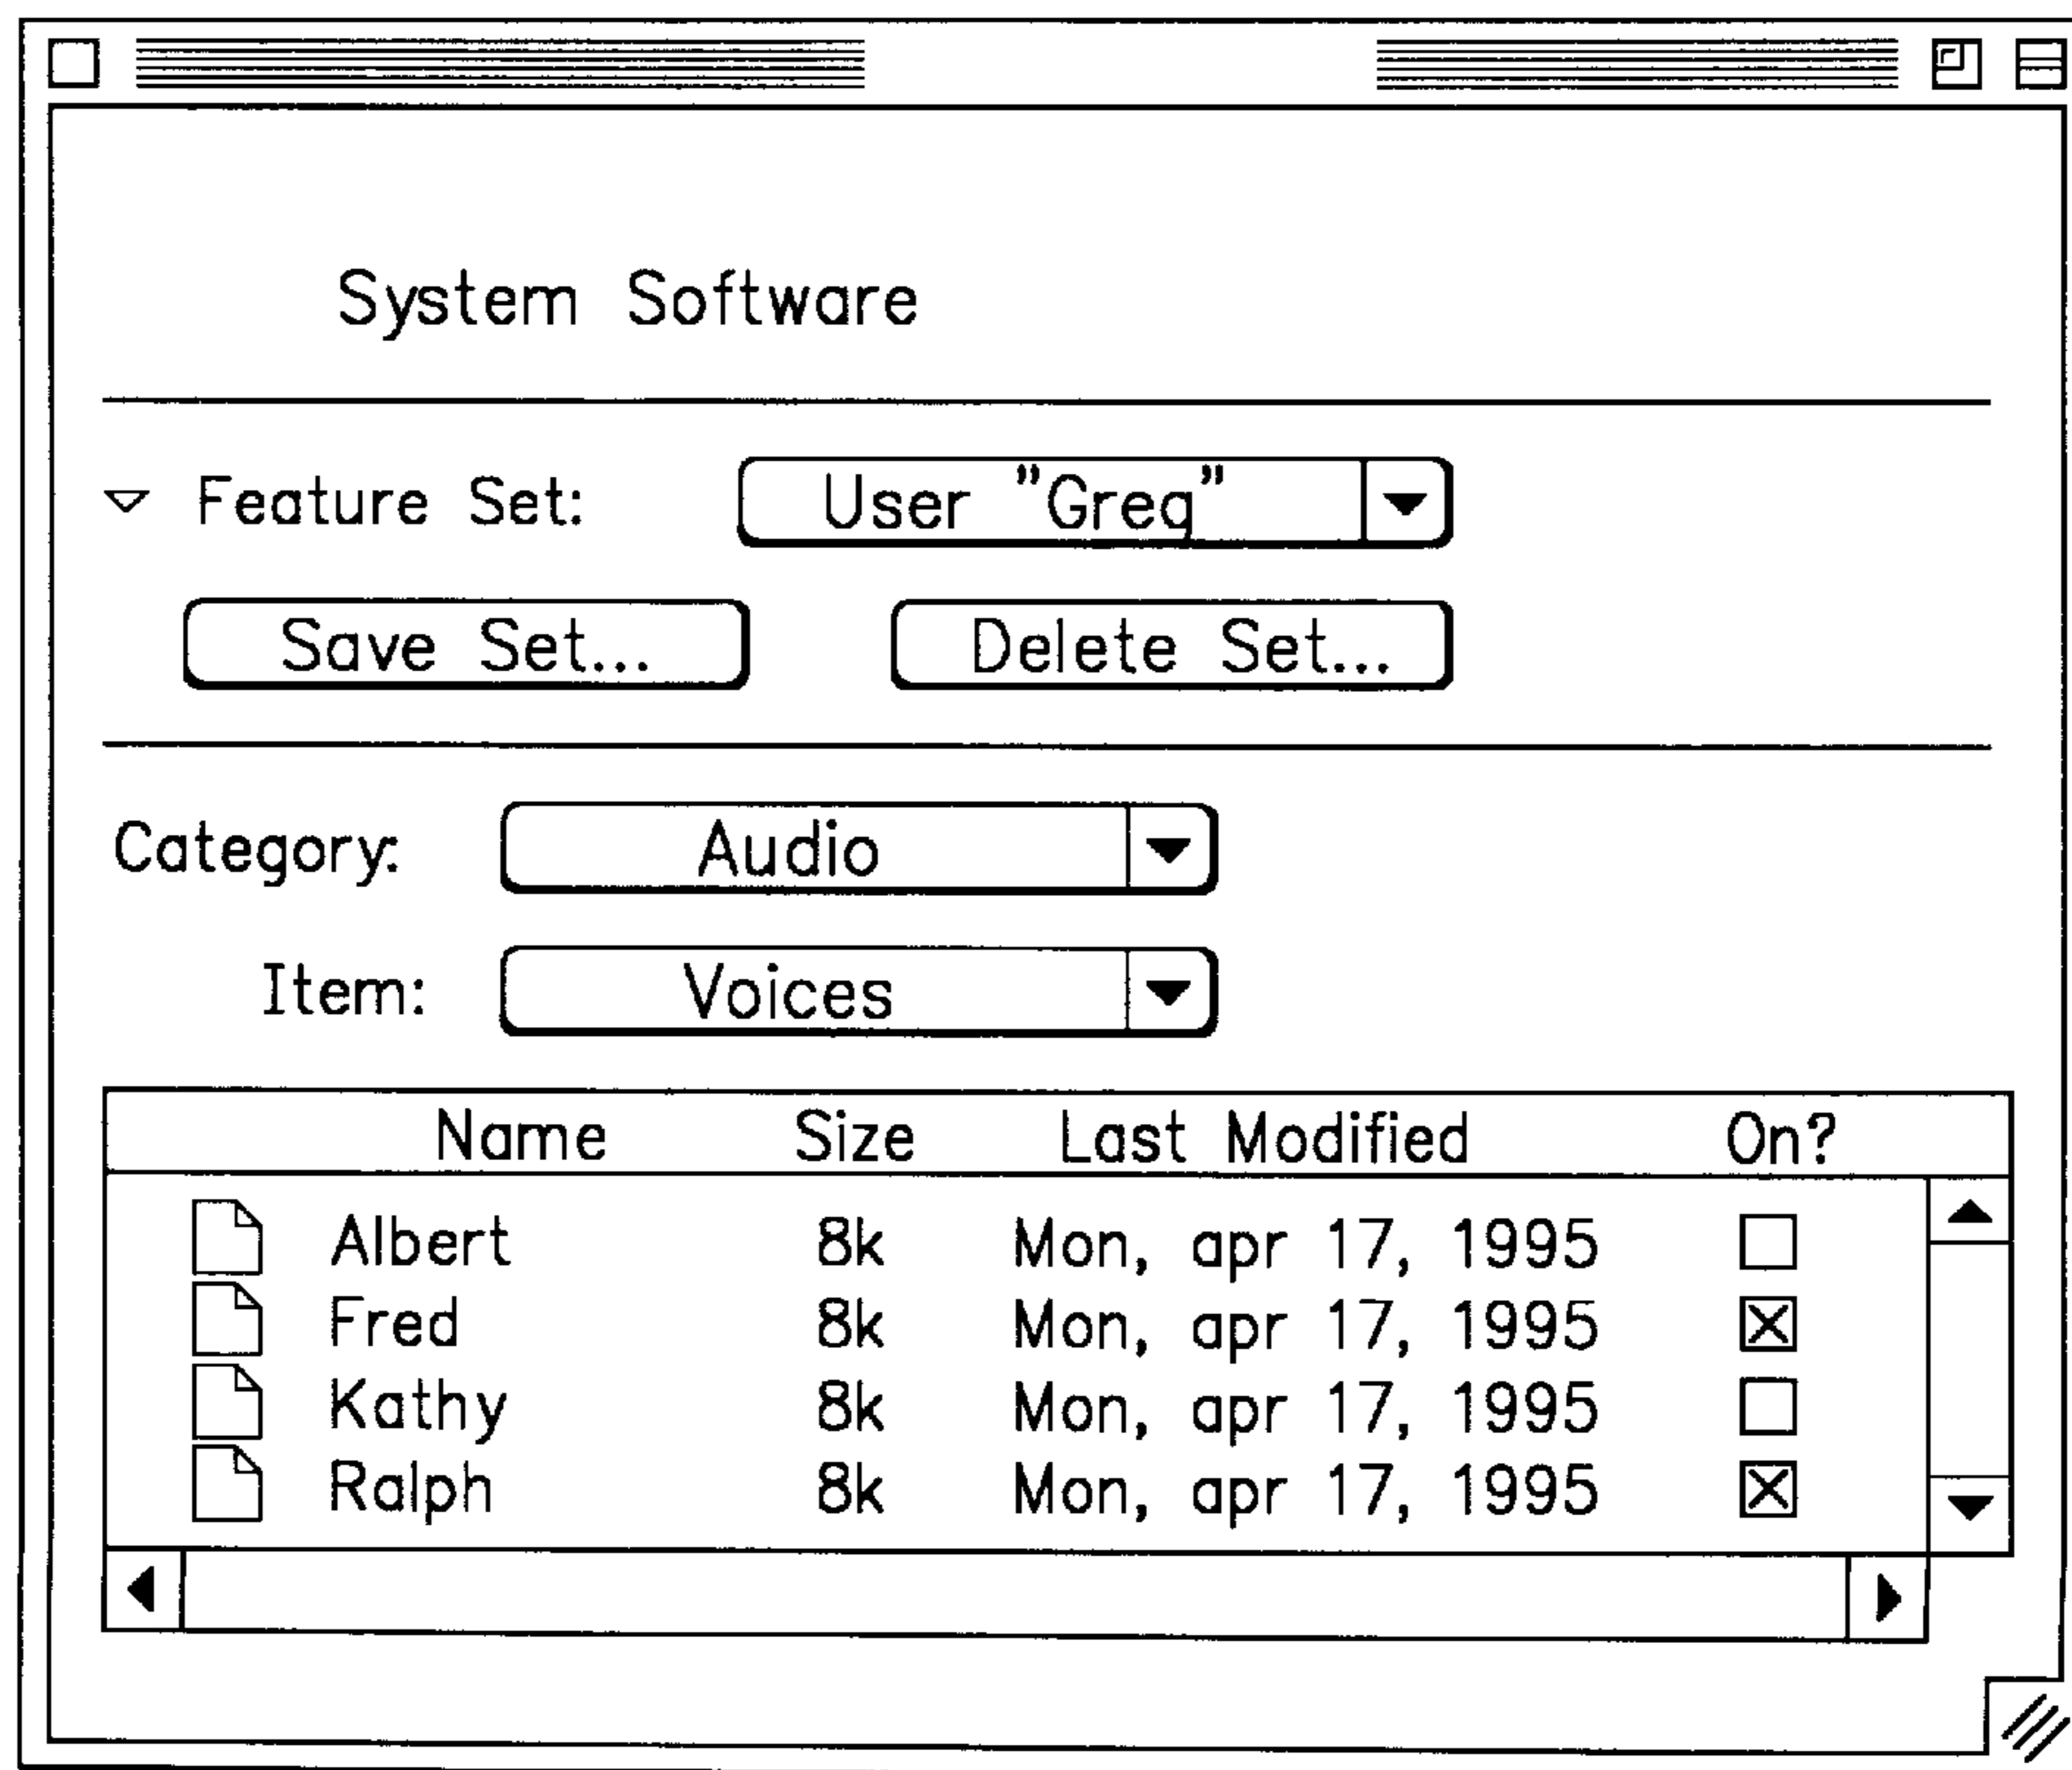 System Software
Feature Set: User "Greg"
Save Set... Delete Set...
Category: Audio
Item: Voices
Name Size Last Modified On?
Albert 8k Mon, apr 17, 1995
Fred 8k Mon, apr 17, 1995
Kathy 8k Mon, apr 17, 1995
Ralph 8k Mon, apr 17, 1995